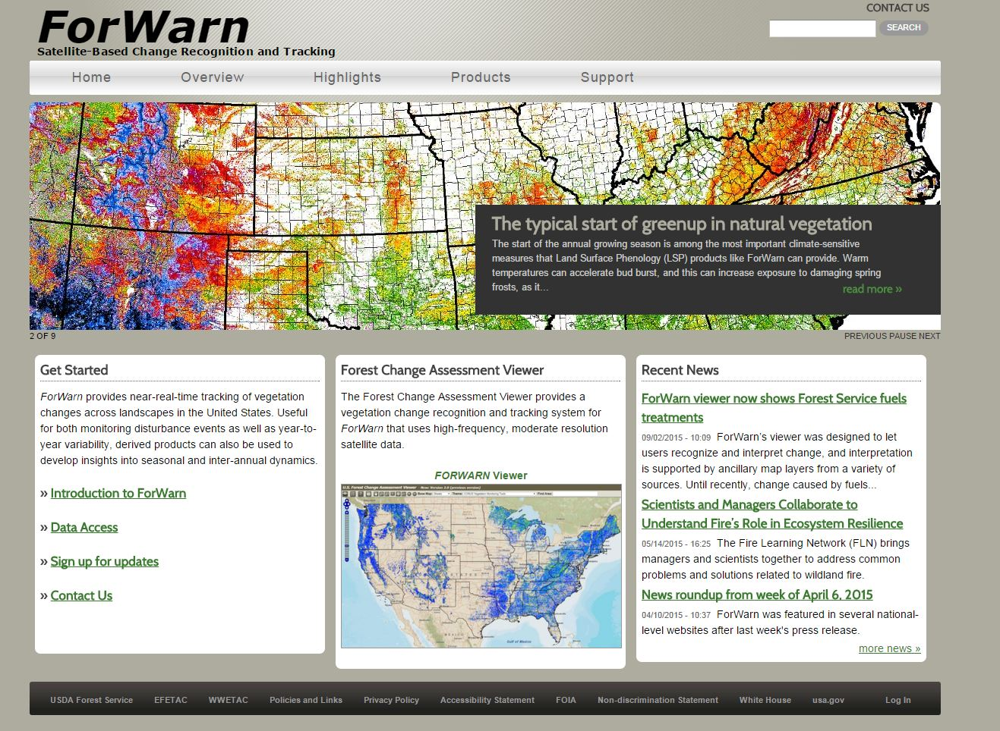 ForWarn
Satellite-Based Change Recognition and Tracking
CONTACT US
SEARCH
Home Overview Highlights Products Support
The typical start of greenup in natural vegetation
The start of the annual growing season is among the most important climate-sensitive
measures that Land Surface Phenology (LSP) products like ForWarn can provide. Warm
temperatures can accelerate bud burst, and this can increase exposure to damaging spring
frosts, as it...
read more »
2 OF 9
PREVIOUS PAUSE NEXT
Get Started
ForWarn provides near-real-time tracking of vegetation
changes across landscapes in the United States. Useful
for both monitoring disturbance events as well as year-to-
year variability, derived products can also be used to
develop insights into seasonal and inter-annual dynamics.
» Introduction to ForWarn
» Data Access
» Sign up for updates
» Contact Us
Forest Change Assessment Viewer
The Forest Change Assessment Viewer provides a
vegetation change recognition and tracking system for
ForWarn that uses high-frequency, moderate resolution
satellite data.
FORWARN Viewer
U.S. Forest Change Assessment Viewer
Gulf of Mexico
Recent News
ForWarn viewer now shows Forest Service fuels
treatments
09/02/2015 - 10:09 ForWarn's viewer was designed to let
users recognize and interpret change, and interpretation
is supported by ancillary map layers from a variety of
sources. Until recently, change caused by fuels...
Scientists and Managers Collaborate to
Understand Fire's Role in Ecosystem Resilience
05/14/2015 - 16:25 The Fire Learning Network (FLN) brings
managers and scientists together to address common
problems and solutions related to wildland fire.
News roundup from week of April 6, 2015
04/10/2015 - 10:37 ForWarn was featured in several national-
level websites after last week's press release.
more news »
USDA Forest Service EFETAC WWETAC Policies and Links Privacy Policy Accessibility Statement FOIA Non-discrimination Statement White House usa.gov Log In